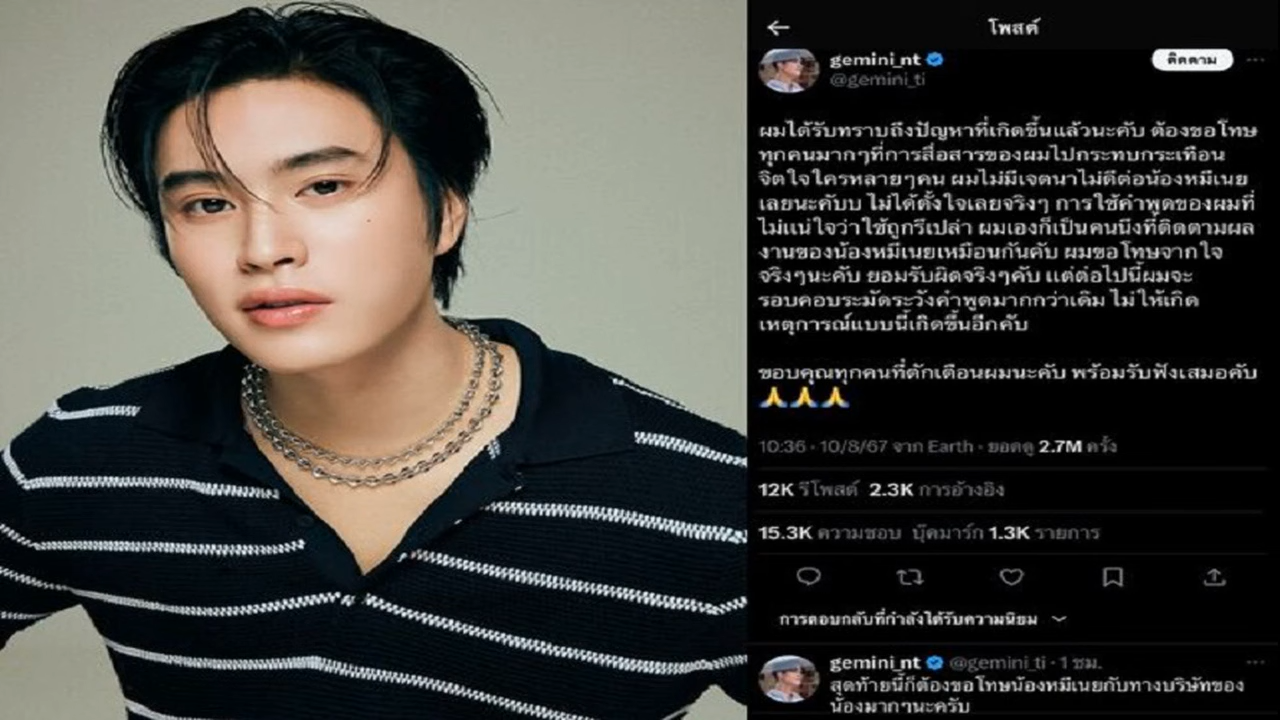 โพสต์
gemini_nt
ติดตาม
@gemini_ti
ผมได้รับทราบถึงปัญหาที่เกิดขึ้นแล้วนะคับ ต้องขอโทษ
ทุกคนมากๆที่การสื่อสารของผมไปกระทบกระเทือน
จิตใจใครหลายๆคน ผมไม่มีเจตนาไม่ดีต่อน้องหมีเนย
เลยนะคับบ ไม่ได้ตั้งใจเลยจริงๆ การใช้คำพูดของผมที่
ไม่แน่ใจว่าใช้ถูกรึเปล่า ผมเองก็เป็นคนนึงที่ติดตามผล
งานของน้องหมีเนยเหมือนกันคับ ผมขอโทษจากใจ
จริงๆนะคับ ยอมรับผิดจริงๆคับ แต่ต่อไปนี้ผมจะ
รอบคอบระมัดระวังคำพูดมากกว่าเดิม ไม่ให้เกิด
เหตุการณ์แบบนี้เกิดขึ้นอีกคับ
ขอบคุณทุกคนที่ตักเตือนผมนะคับ พร้อมรับฟังเสมอคับ
🙏🙏🙏
10:36 · 10/8/67 จาก Earth · ยอดดู 2.7M ครั้ง
12K รีโพสต์ 2.3K การอ้างอิง
15.3K ความชอบ บุ๊คมาร์ก 1.3K รายการ
การตอบกลับที่กำลังได้รับความนิยม
gemini_nt @gemini_ti · 1 ชม.
สุดท้ายนี้ก็ต้องขอโทษน้องหมีเนยกับทางบริษัทของ
น้องมากๆนะครับ